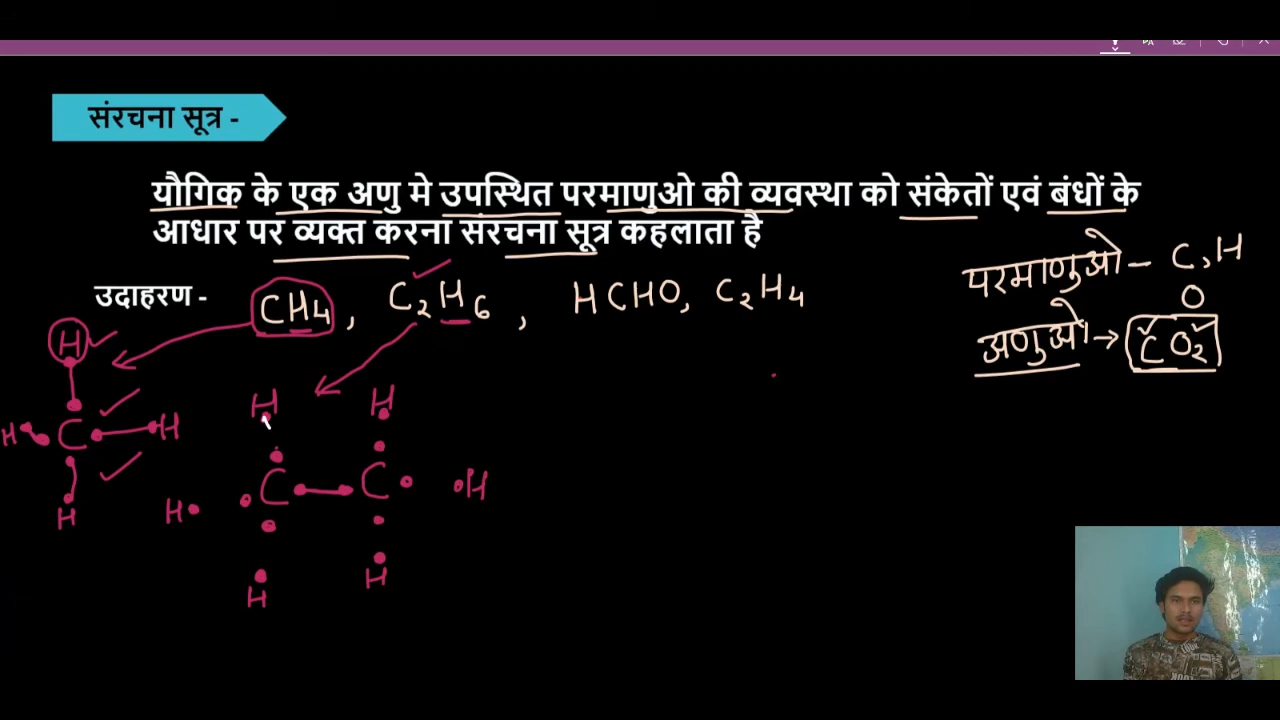 संरचना सूत्र -
यौगिक के एक अणु मे उपस्थित परमाणुओ की व्यवस्था को संकेतों एवं बंधों के
आधार पर व्यक्त करना संरचना सूत्र कहलाता है
उदाहरण - CH4, C2H6, HCHO, C2H4
परमाणुओ - C, H
O
अणुओ → CO2
H
H C H
H
H H
H C C H
H H